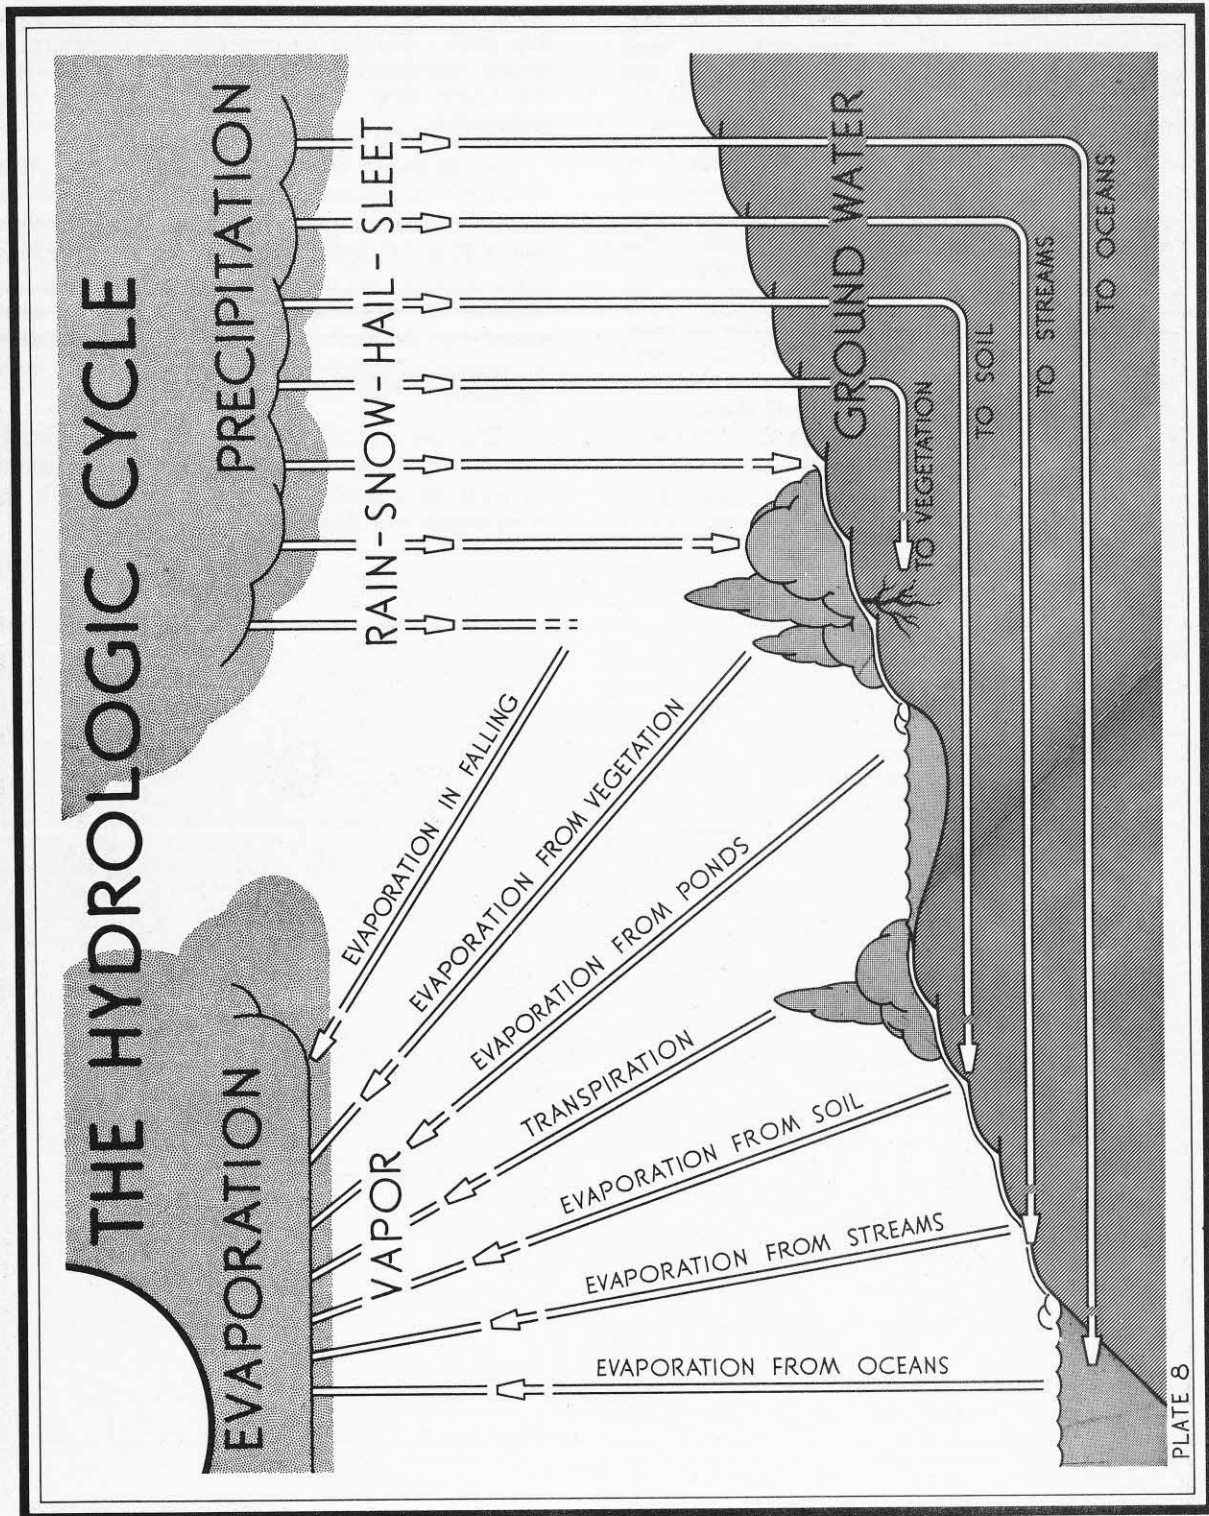 THE HYDROLOGIC CYCLE
EVAPORATION
PRECIPITATION
VAPOR
RAIN-SNOW-HAIL-SLEET
EVAPORATION IN FALLING
EVAPORATION FROM VEGETATION
EVAPORATION FROM PONDS
TRANSPIRATION
EVAPORATION FROM SOIL
EVAPORATION FROM STREAMS
EVAPORATION FROM OCEANS
GROUND WATER
TO VEGETATION
TO SOIL
TO STREAMS
TO OCEANS
PLATE 8